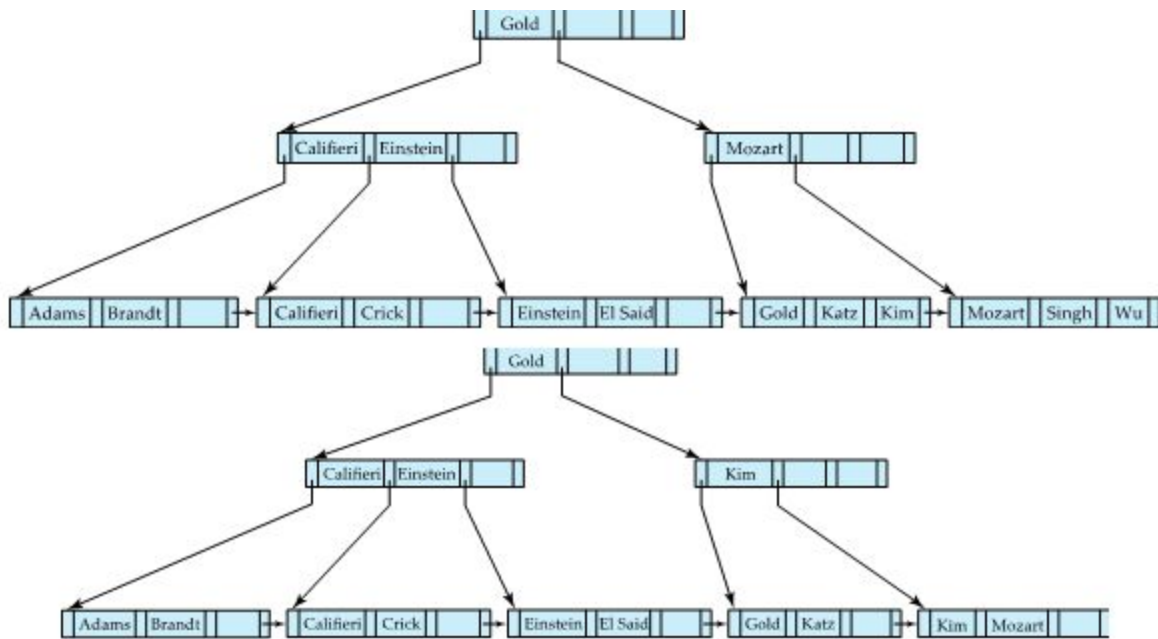 Gold
Califieri Einstein Mozart
Adams Brandt Califieri Crick Einstein El Said Gold Katz Kim Mozart Singh Wu
Gold
Califieri Einstein Kim
Adams Brandt Califieri Crick Einstein El Said Gold Katz Kim Mozart